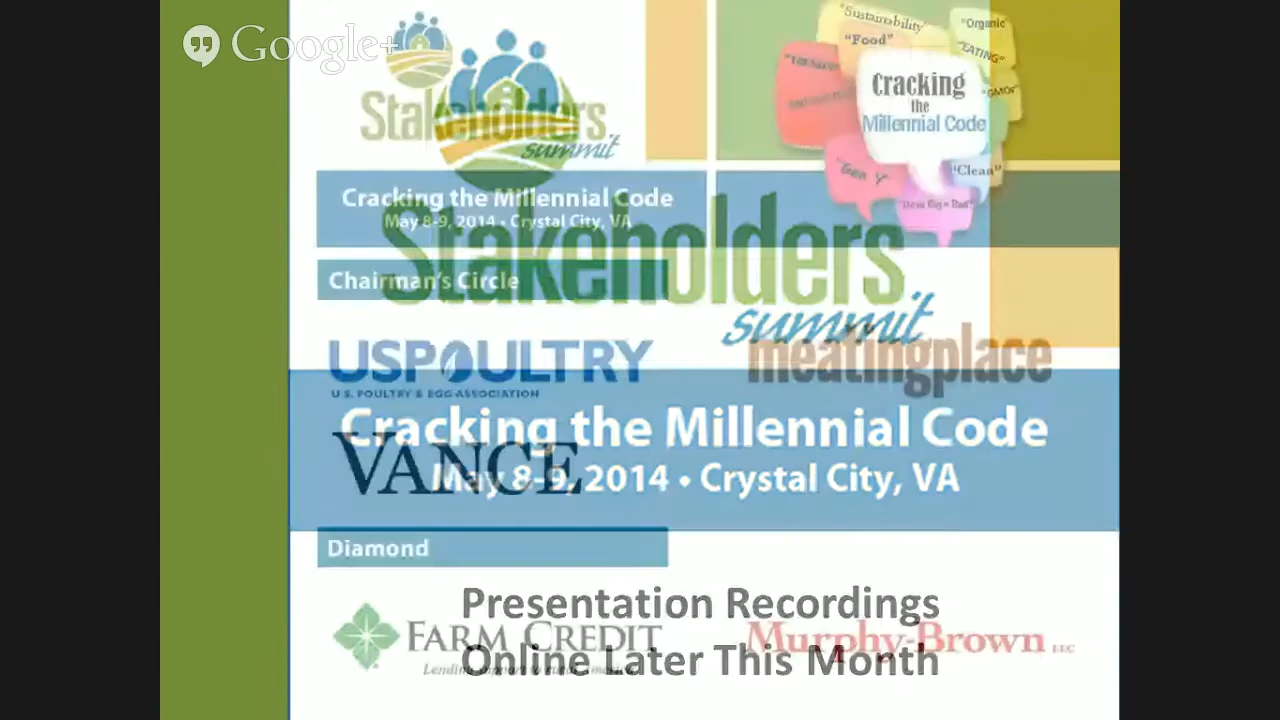 Google+
Stakeholders
summit
Cracking the Millennial Code
May 8-9, 2014 • Crystal City, VA
"Sustainability
"Food"
"Organic
"EATING"
"GMOs"
Cracking
the
Millennial Code
"Clean"
Chairman's Circle
Stakeholders
summit
USPOULTRY
U.S. POULTRY & EGG ASSOCIATION
meatingplace
Cracking the Millennial Code
May 8-9, 2014 • Crystal City, VA
VANCE
Diamond
Presentation Recordings
Online Later This Month
FARM CREDIT
Murphy-Brown LLC